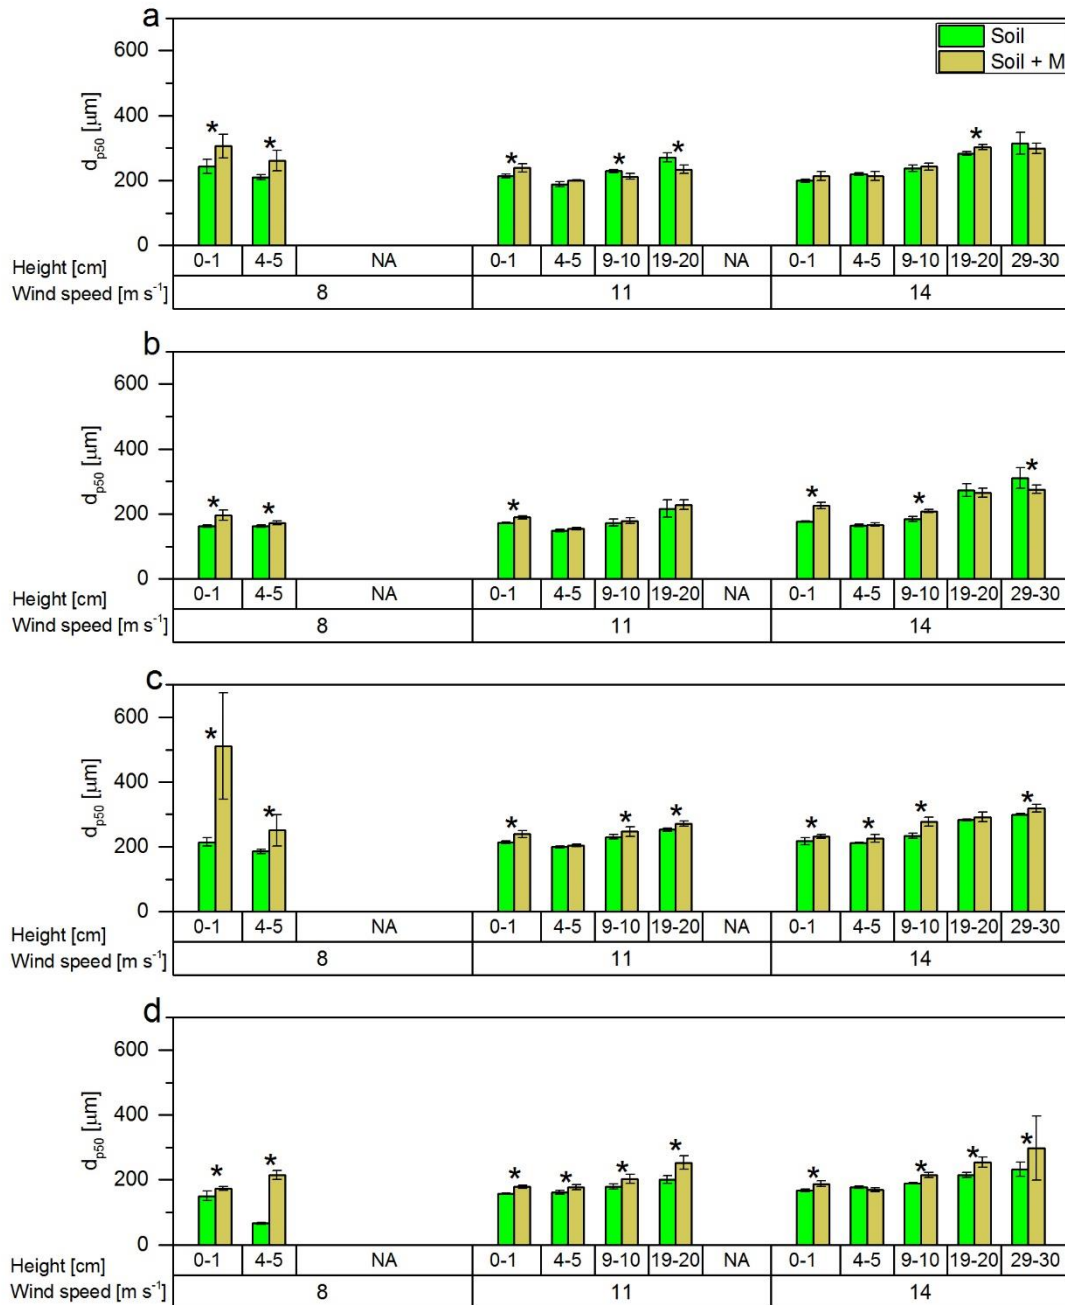 a
Soil
Soil + M
600
400
200
0
dp50 [µm]
* * * * * *
Height [cm] 0-1 4-5 NA 0-1 4-5 9-10 19-20 NA 0-1 4-5 9-10 19-20 29-30
Wind speed [m s-1] 8 11 14
b
600
400
200
0
dp50 [µm]
* * * * * *
Height [cm] 0-1 4-5 NA 0-1 4-5 9-10 19-20 NA 0-1 4-5 9-10 19-20 29-30
Wind speed [m s-1] 8 11 14
c
600
400
200
0
dp50 [µm]
* * * * * * * * *
Height [cm] 0-1 4-5 NA 0-1 4-5 9-10 19-20 NA 0-1 4-5 9-10 19-20 29-30
Wind speed [m s-1] 8 11 14
d
600
400
200
0
dp50 [µm]
* * * * * * * * * *
Height [cm] 0-1 4-5 NA 0-1 4-5 9-10 19-20 NA 0-1 4-5 9-10 19-20 29-30
Wind speed [m s-1] 8 11 14